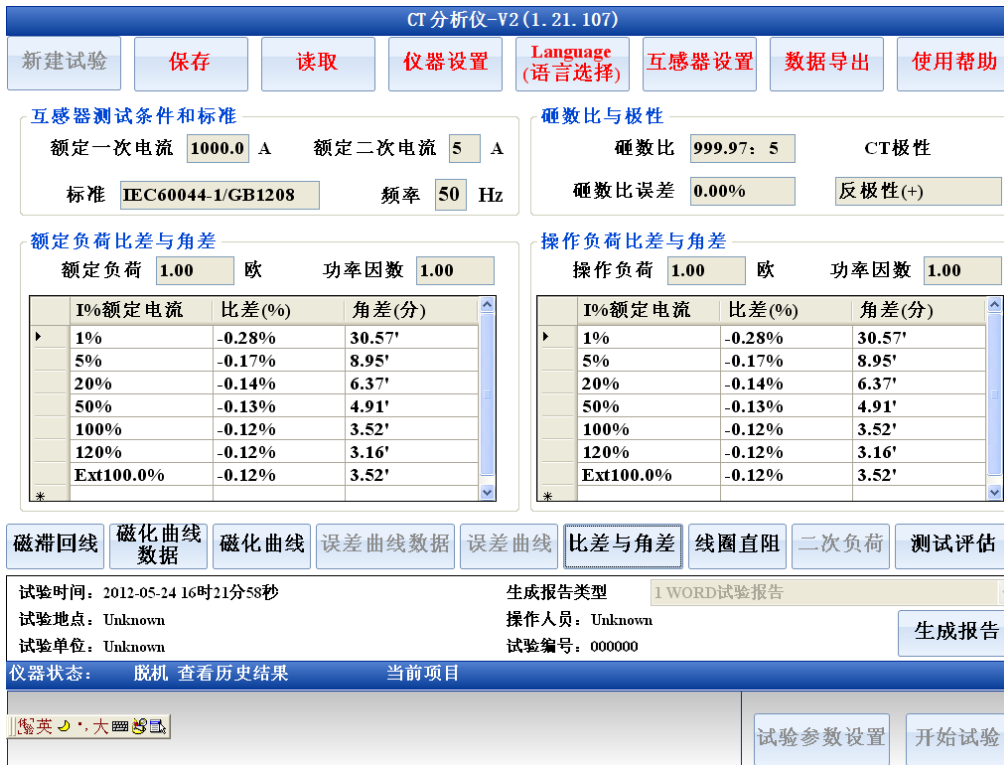 CT分析仪-V2(1.21.107)
新建试验 保存 读取 仪器设置 Language (语言选择) 互感器设置 数据导出 使用帮助
互感器测试条件和标准
额定一次电流 1000.0 A 额定二次电流 5 A
标准 IEC60044-1/GB1208 频率 50 Hz
匝数比与极性
匝数比 999.97: 5 CT极性
匝数比误差 0.00% 反极性(+)
额定负荷比差与角差
额定负荷 1.00 欧 功率因数 1.00
I%额定电流 比差(%) 角差(分)
1% -0.28% 30.57'
5% -0.17% 8.95'
20% -0.14% 6.37'
50% -0.13% 4.91'
100% -0.12% 3.52'
120% -0.12% 3.16'
Ext100.0% -0.12% 3.52'
操作负荷比差与角差
操作负荷 1.00 欧 功率因数 1.00
I%额定电流 比差(%) 角差(分)
1% -0.28% 30.57'
5% -0.17% 8.95'
20% -0.14% 6.37'
50% -0.13% 4.91'
100% -0.12% 3.52'
120% -0.12% 3.16'
Ext100.0% -0.12% 3.52'
磁滞回线 磁化曲线数据 磁化曲线 误差曲线数据 误差曲线 比差与角差 线圈直阻 二次负荷 测试评估
试验时间: 2012-05-24 16时21分58秒
试验地点: Unknown
试验单位: Unknown
生成报告类型 1 WORD试验报告
操作人员: Unknown
试验编号: 000000
生成报告
仪器状态: 脱机 查看历史结果 当前项目
英 大
试验参数设置 开始试验